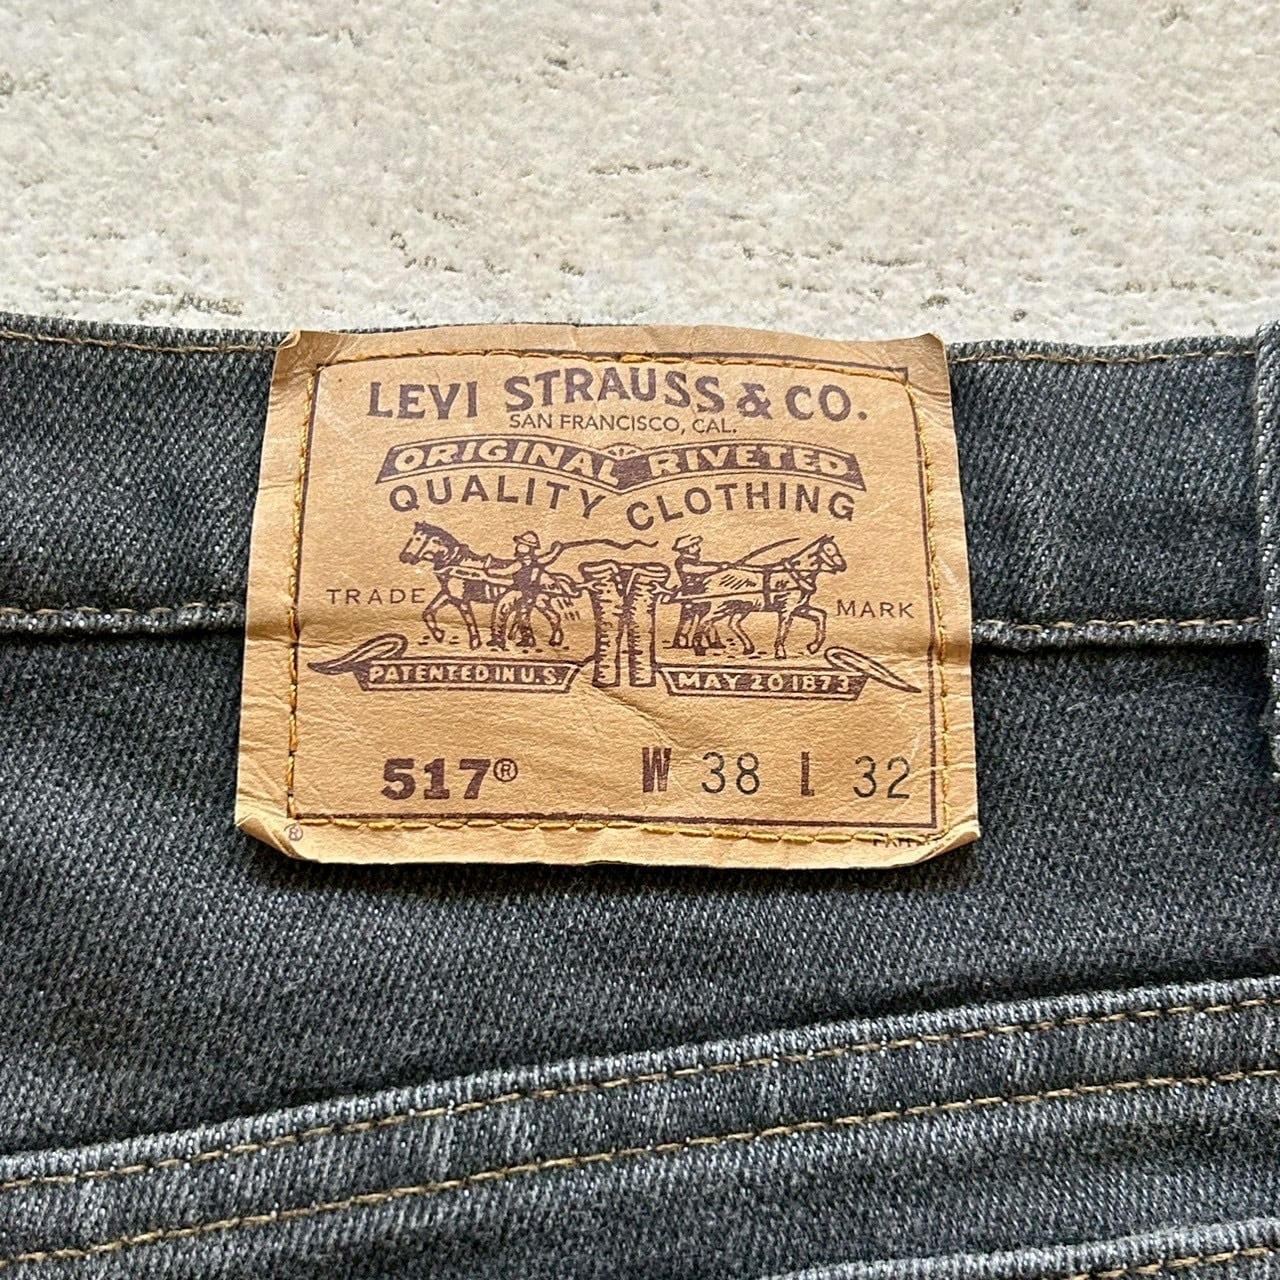 LEVI STRAUSS & CO.
SAN FRANCISCO, CAL.
ORIGINAL RIVETED
QUALITY CLOTHING
TRADE MARK
PATENTED IN U.S. MAY 20 1873
517® W 38 L 32
®